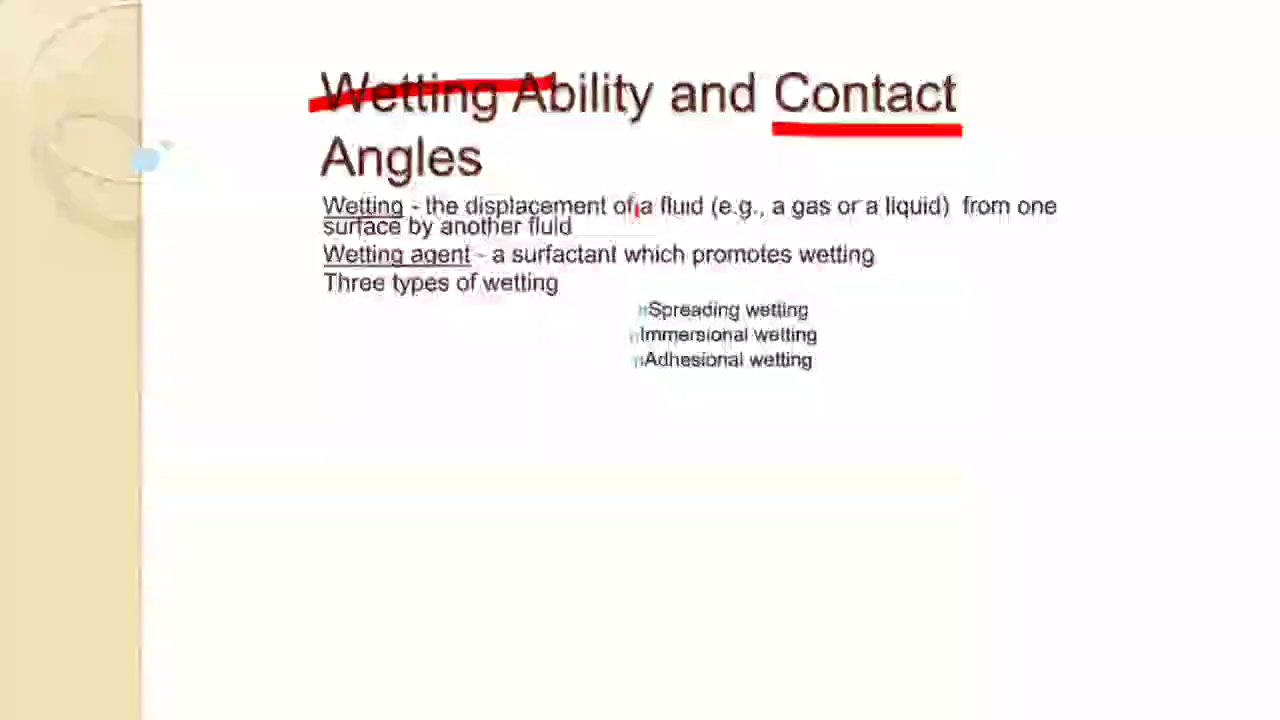 Wetting Ability and Contact
Angles
Wetting - the displacement of a fluid (e.g., a gas or a liquid) from one
surface by another fluid
Wetting agent - a surfactant which promotes wetting
Three types of wetting
Spreading wetting
Immersional wetting
Adhesional wetting